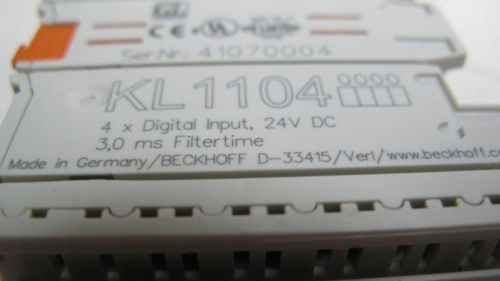 Ser.Nr: 41070004
KL1104
4 x Digital Input, 24V DC
3,0 ms Filtertime
Made in Germany/BECKHOFF D-33415/Verl/www.beckhoff.co